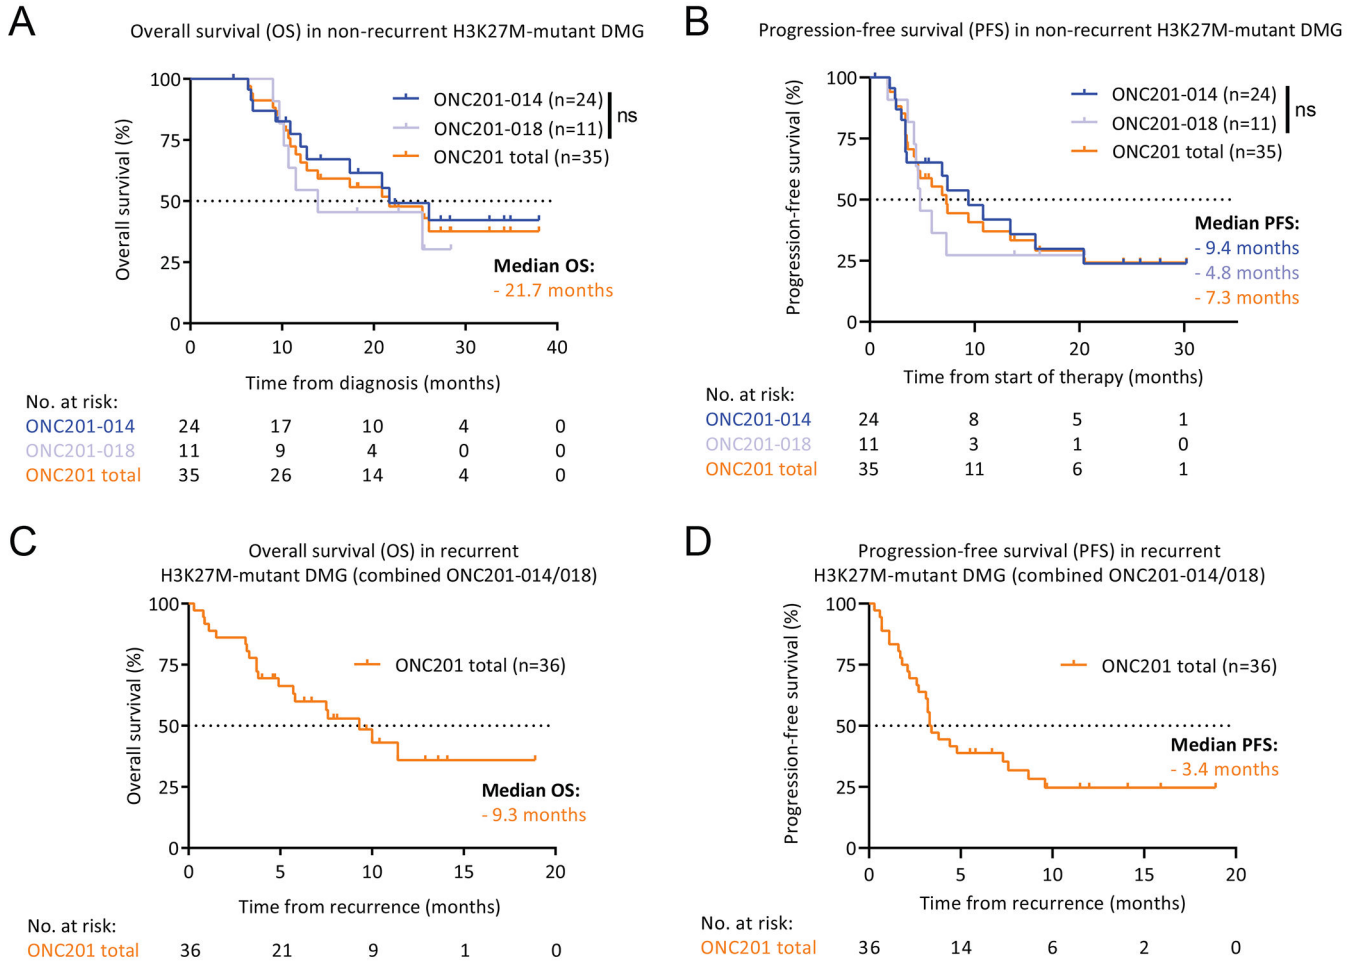 A
Overall survival (OS) in non-recurrent H3K27M-mutant DMG
Overall survival (%)
100
75
50
25
0
0 10 20 30 40
ONC201-014 (n=24)
ONC201-018 (n=11)
ns
ONC201 total (n=35)
Median OS:
- 21.7 months
Time from diagnosis (months)
No. at risk:
ONC201-014 24 17 10 4 0
ONC201-018 11 9 4 0 0
ONC201 total 35 26 14 4 0
B
Progression-free survival (PFS) in non-recurrent H3K27M-mutant DMG
Progression-free survival (%)
100
75
50
25
0
0 10 20 30
ONC201-014 (n=24)
ONC201-018 (n=11)
ns
ONC201 total (n=35)
Median PFS:
- 9.4 months
- 4.8 months
- 7.3 months
Time from start of therapy (months)
No. at risk:
ONC201-014 24 8 5 1
ONC201-018 11 3 1 0
ONC201 total 35 11 6 1
C
Overall survival (OS) in recurrent
H3K27M-mutant DMG (combined ONC201-014/018)
Overall survival (%)
100
75
50
25
0
0 5 10 15 20
ONC201 total (n=36)
Median OS:
- 9.3 months
Time from recurrence (months)
No. at risk:
ONC201 total 36 21 9 1 0
D
Progression-free survival (PFS) in recurrent
H3K27M-mutant DMG (combined ONC201-014/018)
Progression-free survival (%)
100
75
50
25
0
0 5 10 15 20
ONC201 total (n=36)
Median PFS:
- 3.4 months
Time from recurrence (months)
No. at risk:
ONC201 total 36 14 6 2 0